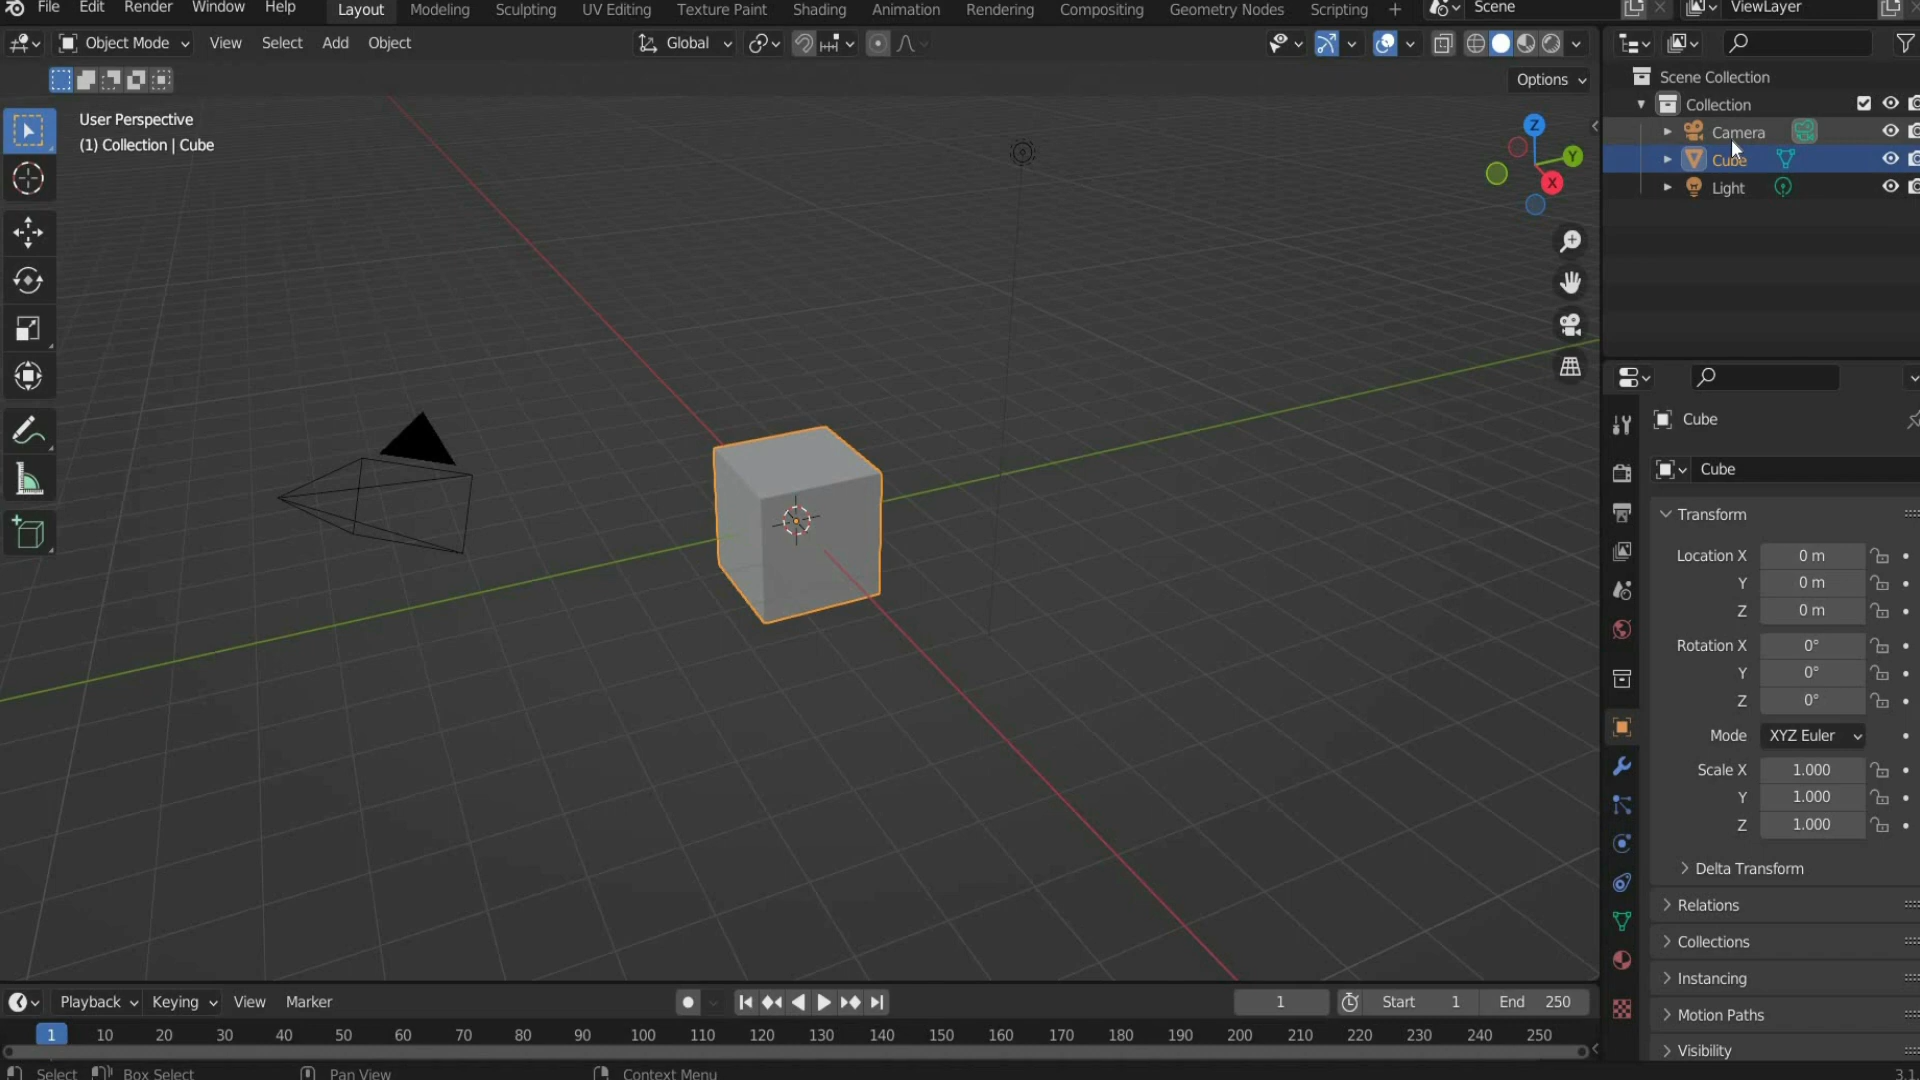 File Edit Render Window Help Layout Modeling Sculpting UV Editing Texture Paint Shading Animation Rendering Compositing Geometry Nodes Scripting + Scene ViewLayer
Object Mode View Select Add Object Global
Options
User Perspective
(1) Collection | Cube
Z
Y
X
Scene Collection
Collection
Camera
Cube
Light
Cube
Cube
Transform
Location X 0 m
Y 0 m
Z 0 m
Rotation X 0°
Y 0°
Z 0°
Mode XYZ Euler
Scale X 1.000
Y 1.000
Z 1.000
Delta Transform
Relations
Collections
Instancing
Motion Paths
Visibility
Playback Keying View Marker 1 Start 1 End 250
1 10 20 30 40 50 60 70 80 90 100 110 120 130 140 150 160 170 180 190 200 210 220 230 240 250
Select Box Select Pan View Context Menu 3.1.